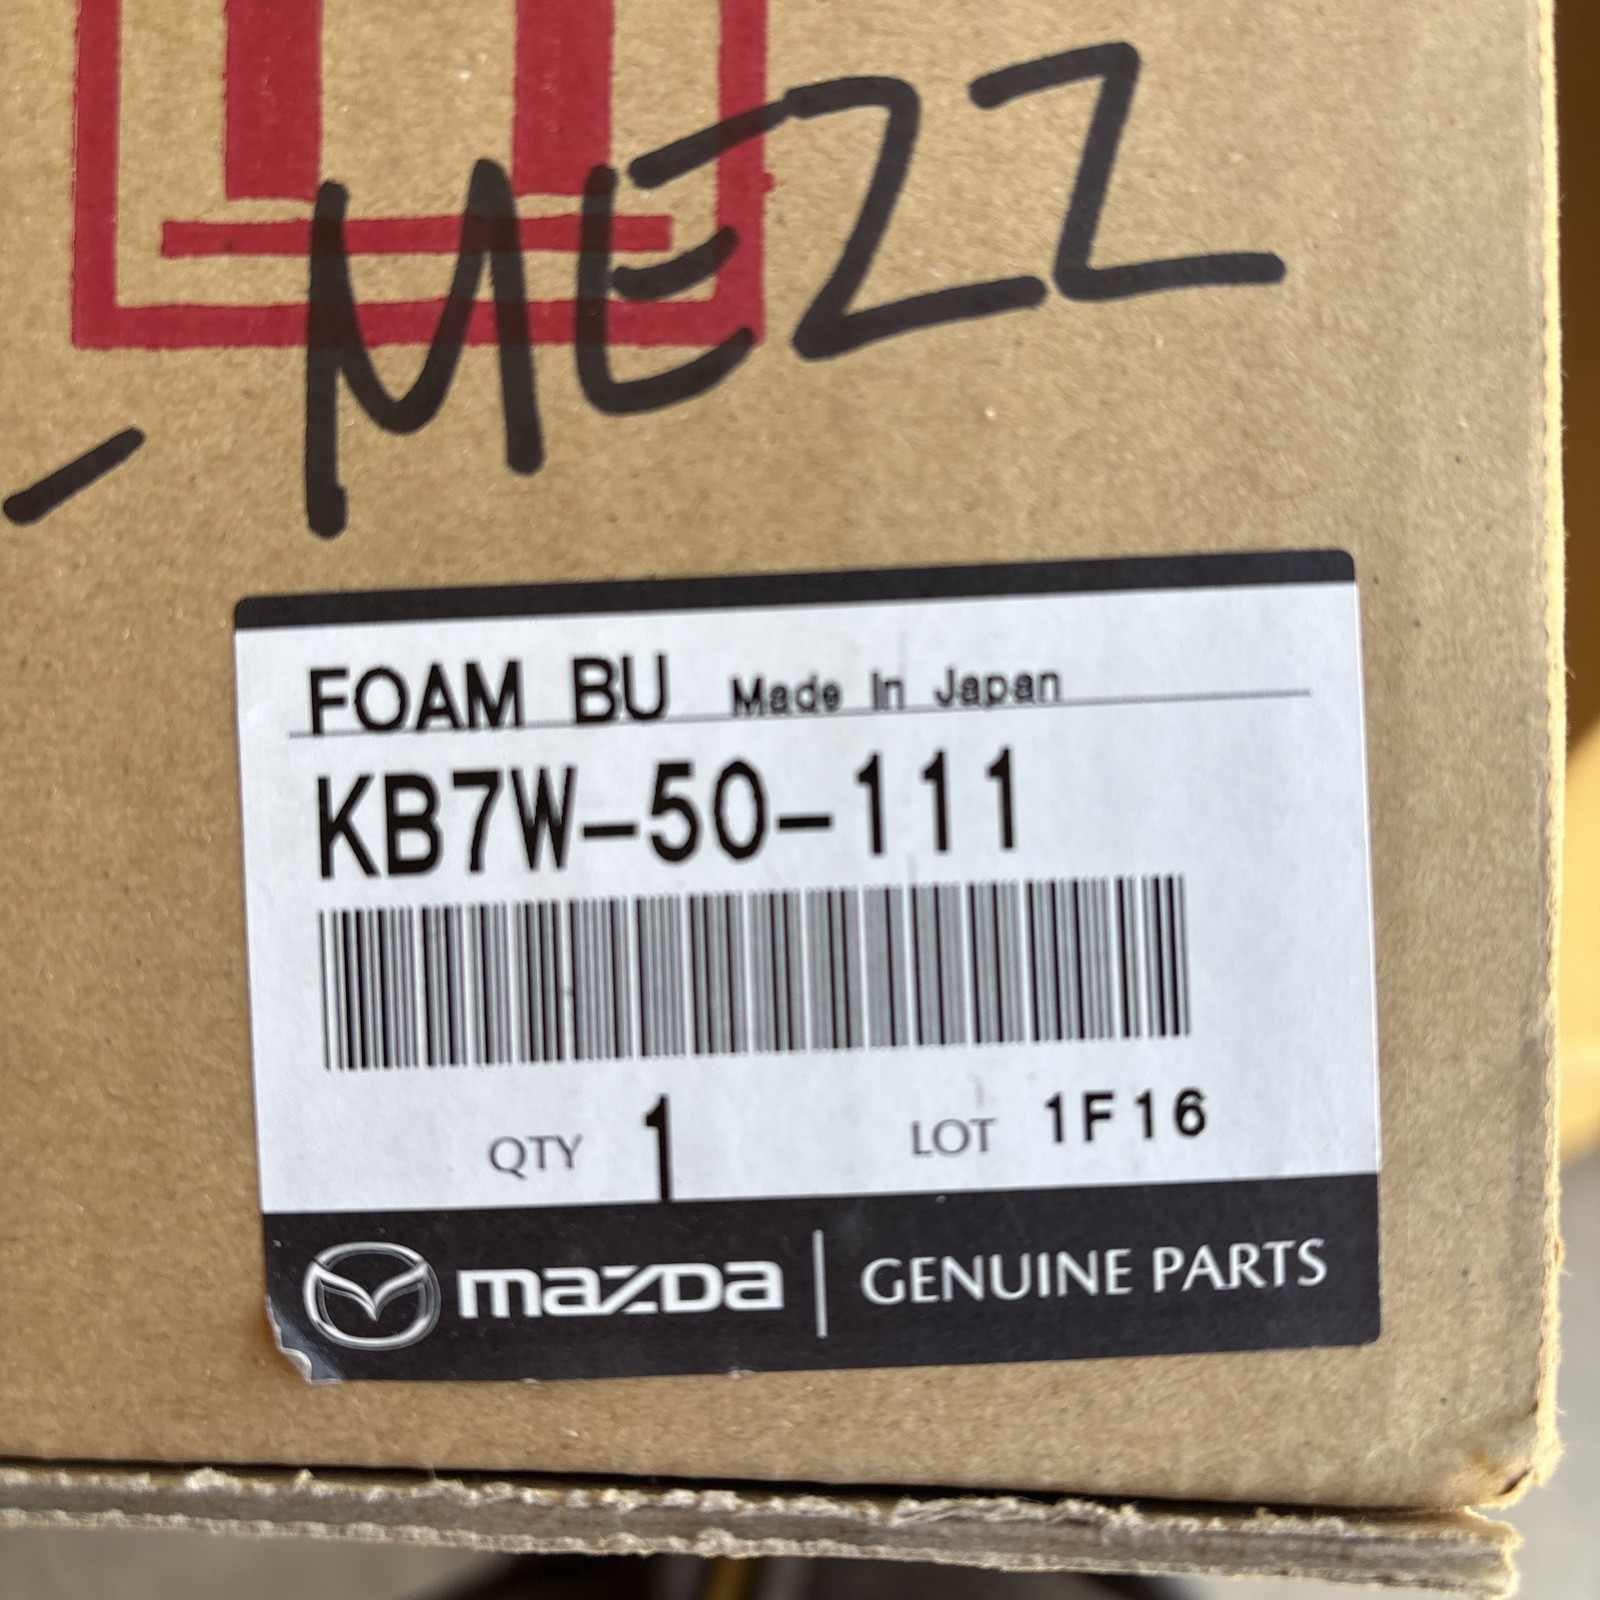 - MEZZ
FOAM BU Made In Japan
KB7W-50-111
QTY 1 LOT 1F16
mazda GENUINE PARTS